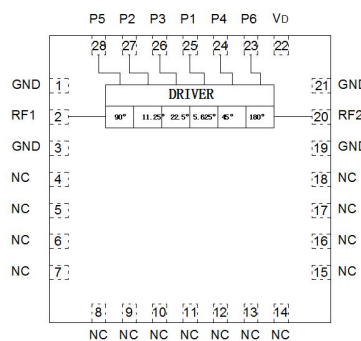 P5 P2 P3 P1 P4 P6 VD
28 27 26 25 24 23 22
GND 1 DRIVER 21 GND
RF1 2 90° 11.25° 22.5° 5.625° 45° 180° 20 RF2
GND 3 19 GND
NC 4 18 NC
NC 5 17 NC
NC 6 16 NC
NC 7 15 NC
8 9 10 11 12 13 14
NC NC NC NC NC NC NC